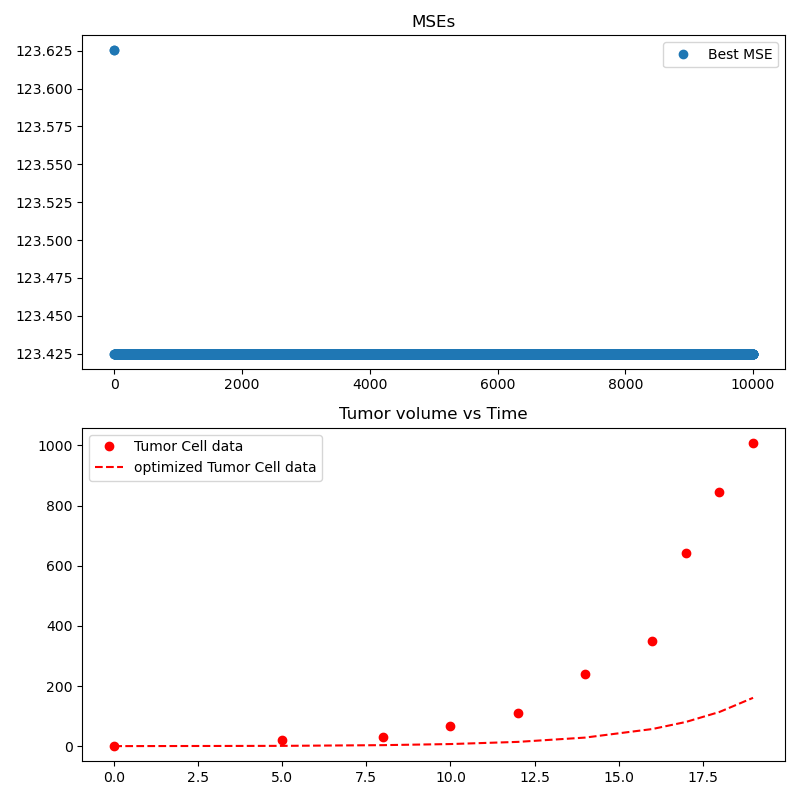 MSEs
Best MSE
123.625
123.600
123.575
123.550
123.525
123.500
123.475
123.450
123.425
0 2000 4000 6000 8000 10000
Tumor volume vs Time
Tumor Cell data
optimized Tumor Cell data
1000
800
600
400
200
0
0.0 2.5 5.0 7.5 10.0 12.5 15.0 17.5